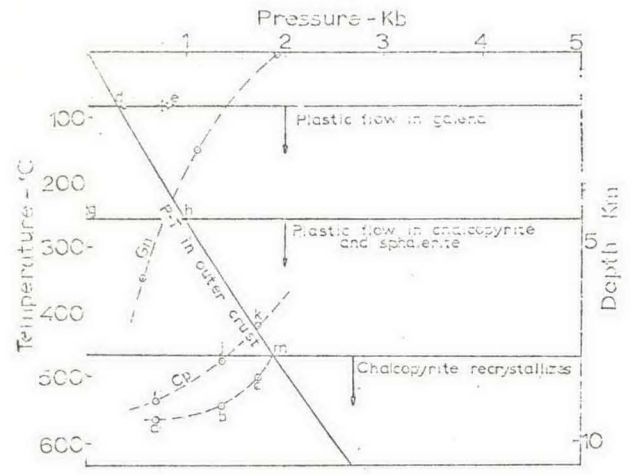 Pressure - Kb
1 2 3 4 5
100
Plastic flow in galena
200
g h
Plastic flow in chalcopyrite
and sphalerite
300
5
Gn
P-T in outer crust
Temperature - °C
Depth Km
400
k
j m
Chalcopyrite recrystallizes
500
Cp
c
a b
600
10